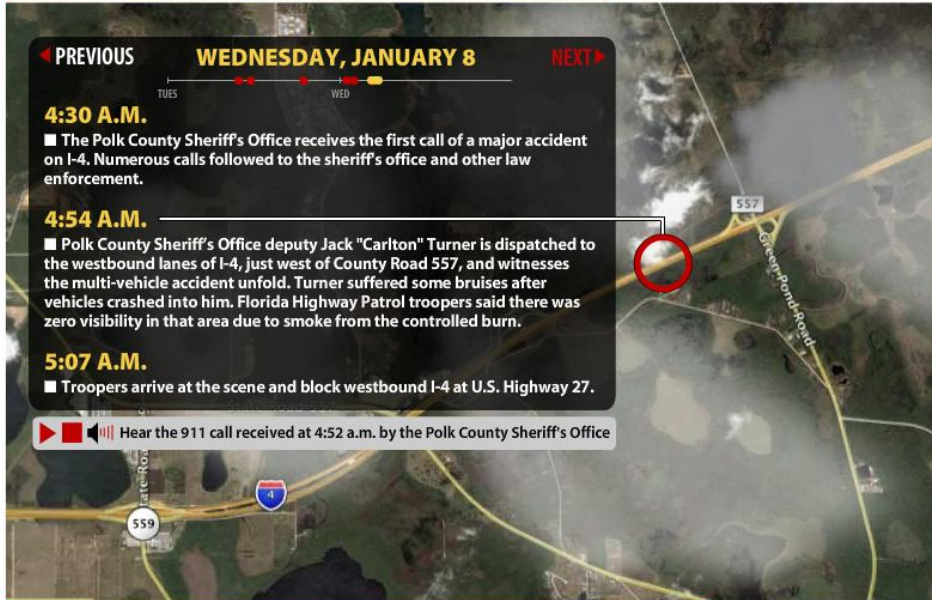 PREVIOUS
WEDNESDAY, JANUARY 8
NEXT
TUES
WED
4:30 A.M.
■ The Polk County Sheriff's Office receives the first call of a major accident
on I-4. Numerous calls followed to the sheriff's office and other law
enforcement.
4:54 A.M.
■ Polk County Sheriff's Office deputy Jack "Carlton" Turner is dispatched to
the westbound lanes of I-4, just west of County Road 557, and witnesses
the multi-vehicle accident unfold. Turner suffered some bruises after
vehicles crashed into him. Florida Highway Patrol troopers said there was
zero visibility in that area due to smoke from the controlled burn.
5:07 A.M.
■ Troopers arrive at the scene and block westbound I-4 at U.S. Highway 27.
Hear the 911 call received at 4:52 a.m. by the Polk County Sheriff's Office
557
Green Pond Road
4
559